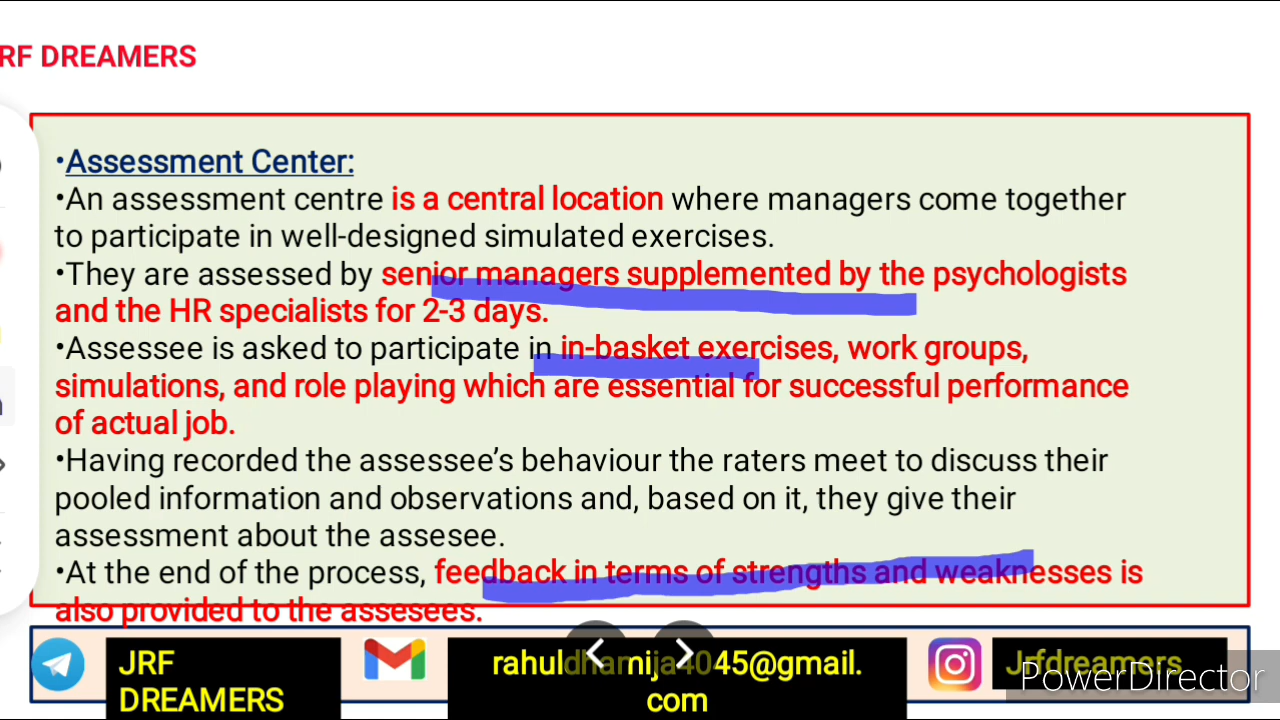 RF DREAMERS
•Assessment Center:
•An assessment centre is a central location where managers come together
to participate in well-designed simulated exercises.
•They are assessed by senior managers supplemented by the psychologists
and the HR specialists for 2-3 days.
•Assessee is asked to participate in in-basket exercises, work groups,
simulations, and role playing which are essential for successful performance
of actual job.
•Having recorded the assessee’s behaviour the raters meet to discuss their
pooled information and observations and, based on it, they give their
assessment about the assesee.
•At the end of the process, feedback in terms of strengths and weaknesses is
also provided to the assesees.
JRF
DREAMERS
rahuldhamija4045@gmail.
com
Jrfdreamers
PowerDirector